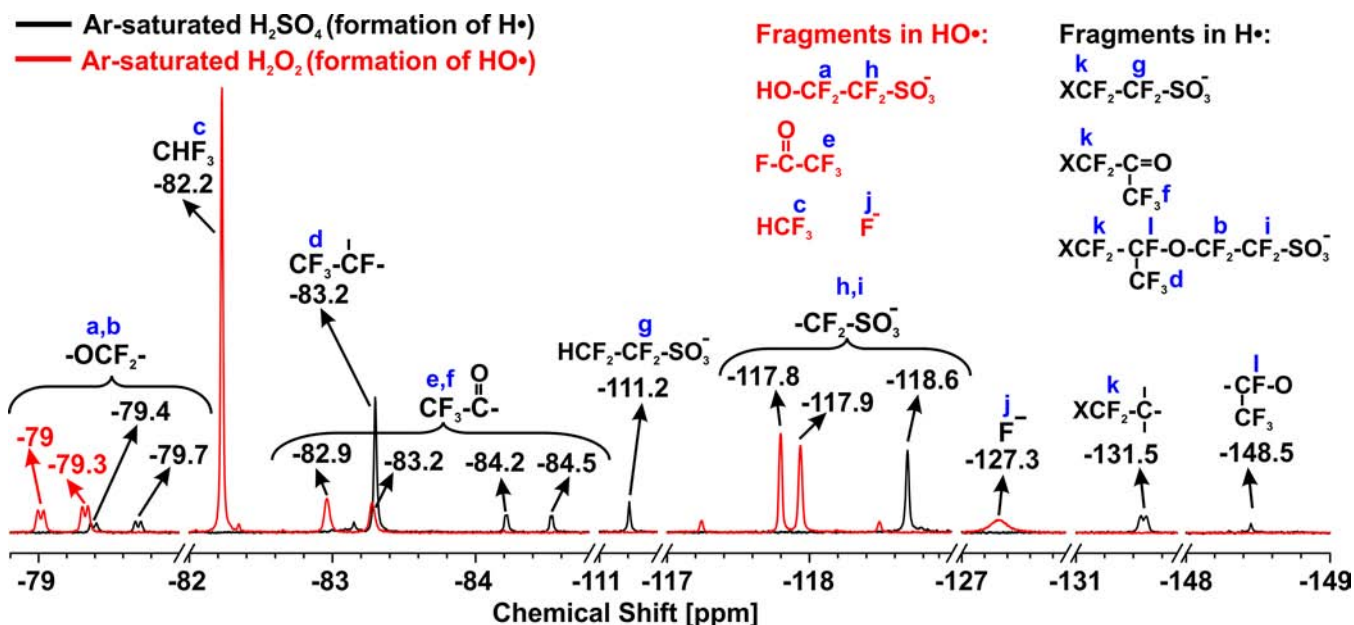 Ar-saturated H₂SO₄ (formation of H•)
Ar-saturated H₂O₂ (formation of HO•)
Fragments in HO•:
a h
HO-CF₂-CF₂-SO₃⁻
O
e
F-C-CF₃
c j
HCF₃ F⁻
Fragments in H•:
k g
XCF₂-CF₂-SO₃⁻
k
XCF₂-C=O
CF₃ f
k l b i
XCF₂-CF-O-CF₂-CF₂-SO₃⁻
CF₃ d
c
CHF₃
-82.2
d
CF₃-CF-
-83.2
a,b
-OCF₂-
-79
-79.3
-79.4
-79.7
e,f
O
CF₃-C-
-82.9
-83.2
-84.2
-84.5
g
HCF₂-CF₂-SO₃⁻
-111.2
h,i
-CF₂-SO₃⁻
-117.8
-117.9
-118.6
j
F⁻
-127.3
k
XCF₂-C-
-131.5
l
-CF-O
CF₃
-148.5
-79 -82 -83 -84 -111 -117 -118 -127 -131 -148 -149
Chemical Shift [ppm]